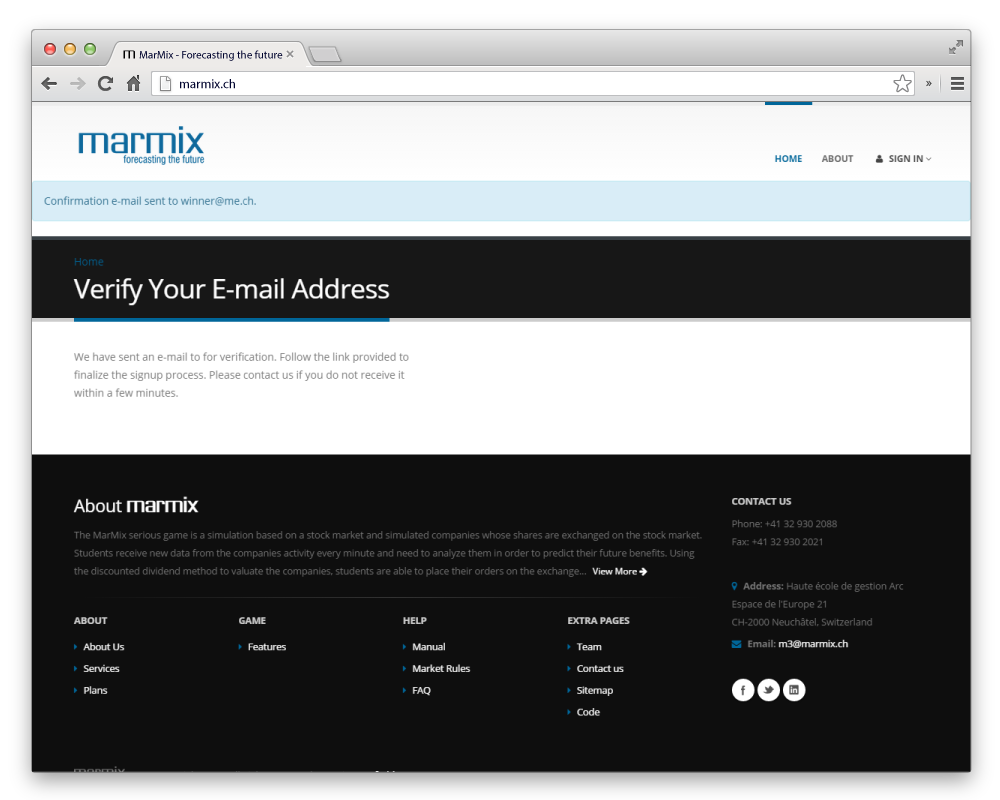 MarMix - Forecasting the future
marmix.ch
marmix
forecasting the future
HOME ABOUT SIGN IN
Confirmation e-mail sent to winner@me.ch.
Home
Verify Your E-mail Address
We have sent an e-mail to for verification. Follow the link provided to
finalize the signup process. Please contact us if you do not receive it
within a few minutes.
About marmix
The MarMix serious game is a simulation based on a stock market and simulated companies whose shares are exchanged on the stock market.
Students receive new data from the companies activity every minute and need to analyze them in order to predict their future benefits. Using
the discounted dividend method to valuate the companies, students are able to place their orders on the exchange... View More
ABOUT
About Us
Services
Plans
GAME
Features
HELP
Manual
Market Rules
FAQ
EXTRA PAGES
Team
Contact us
Sitemap
Code
CONTACT US
Phone: +41 32 930 2088
Fax: +41 32 930 2021
Address: Haute école de gestion Arc
Espace de l'Europe 21
CH-2000 Neuchâtel, Switzerland
Email: m3@marmix.ch
marmix